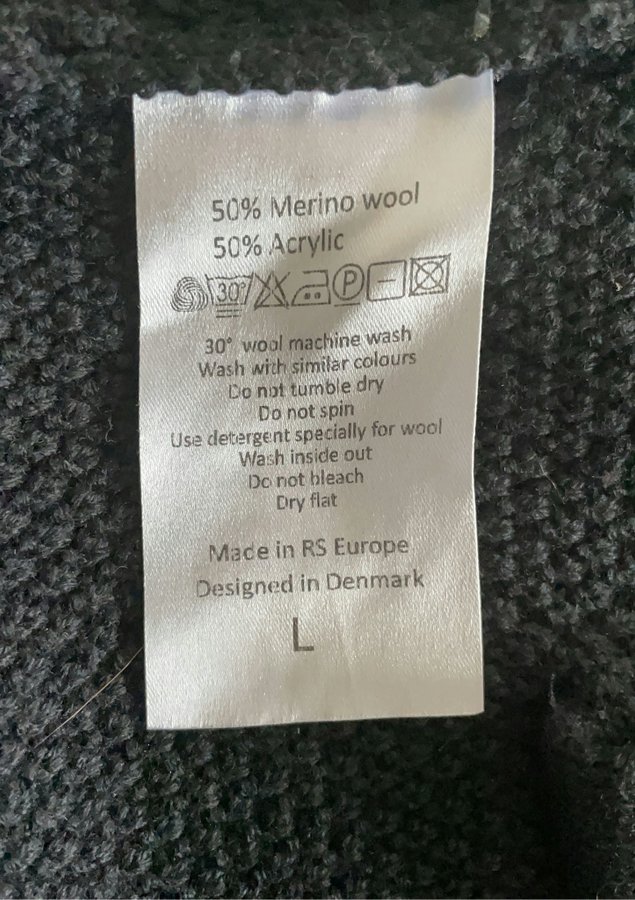 50% Merino wool
50% Acrylic
30° P
30° wool machine wash
Wash with similar colours
Do not tumble dry
Do not spin
Use detergent specially for wool
Wash inside out
Do not bleach
Dry flat
Made in RS Europe
Designed in Denmark
L